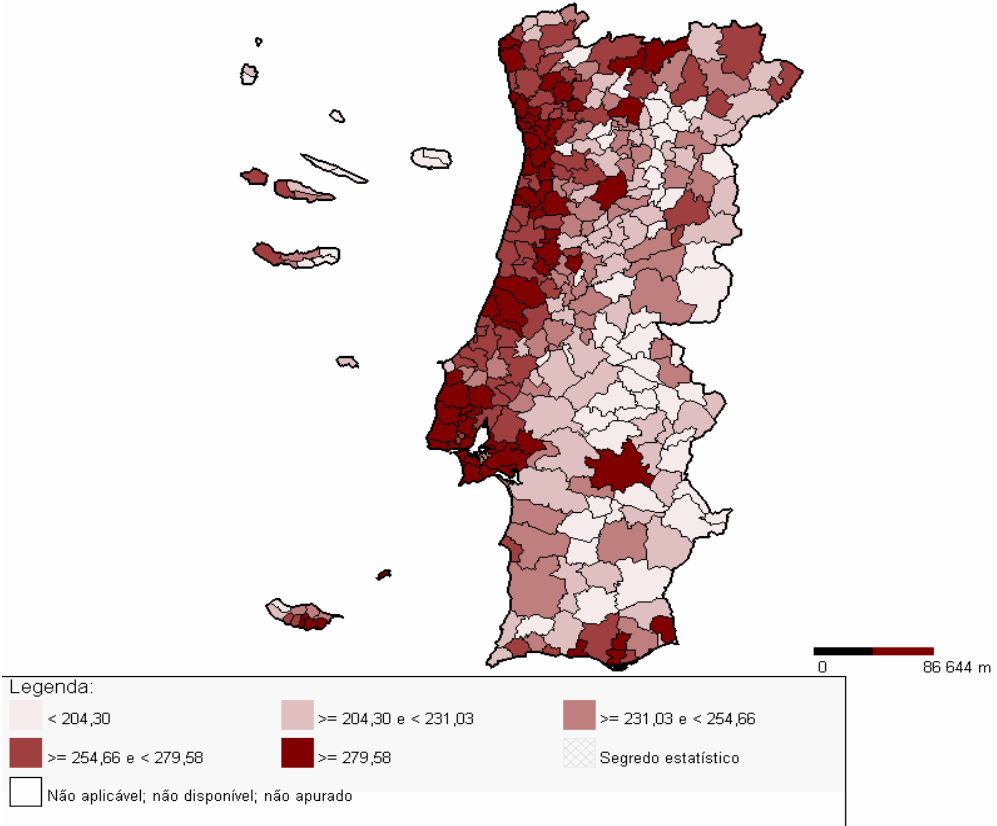 0 86 644 m
Legenda:
< 204,30 >= 204,30 e < 231,03 >= 231,03 e < 254,66
>= 254,66 e < 279,58 >= 279,58 Segredo estatístico
Não aplicável; não disponível; não apurado